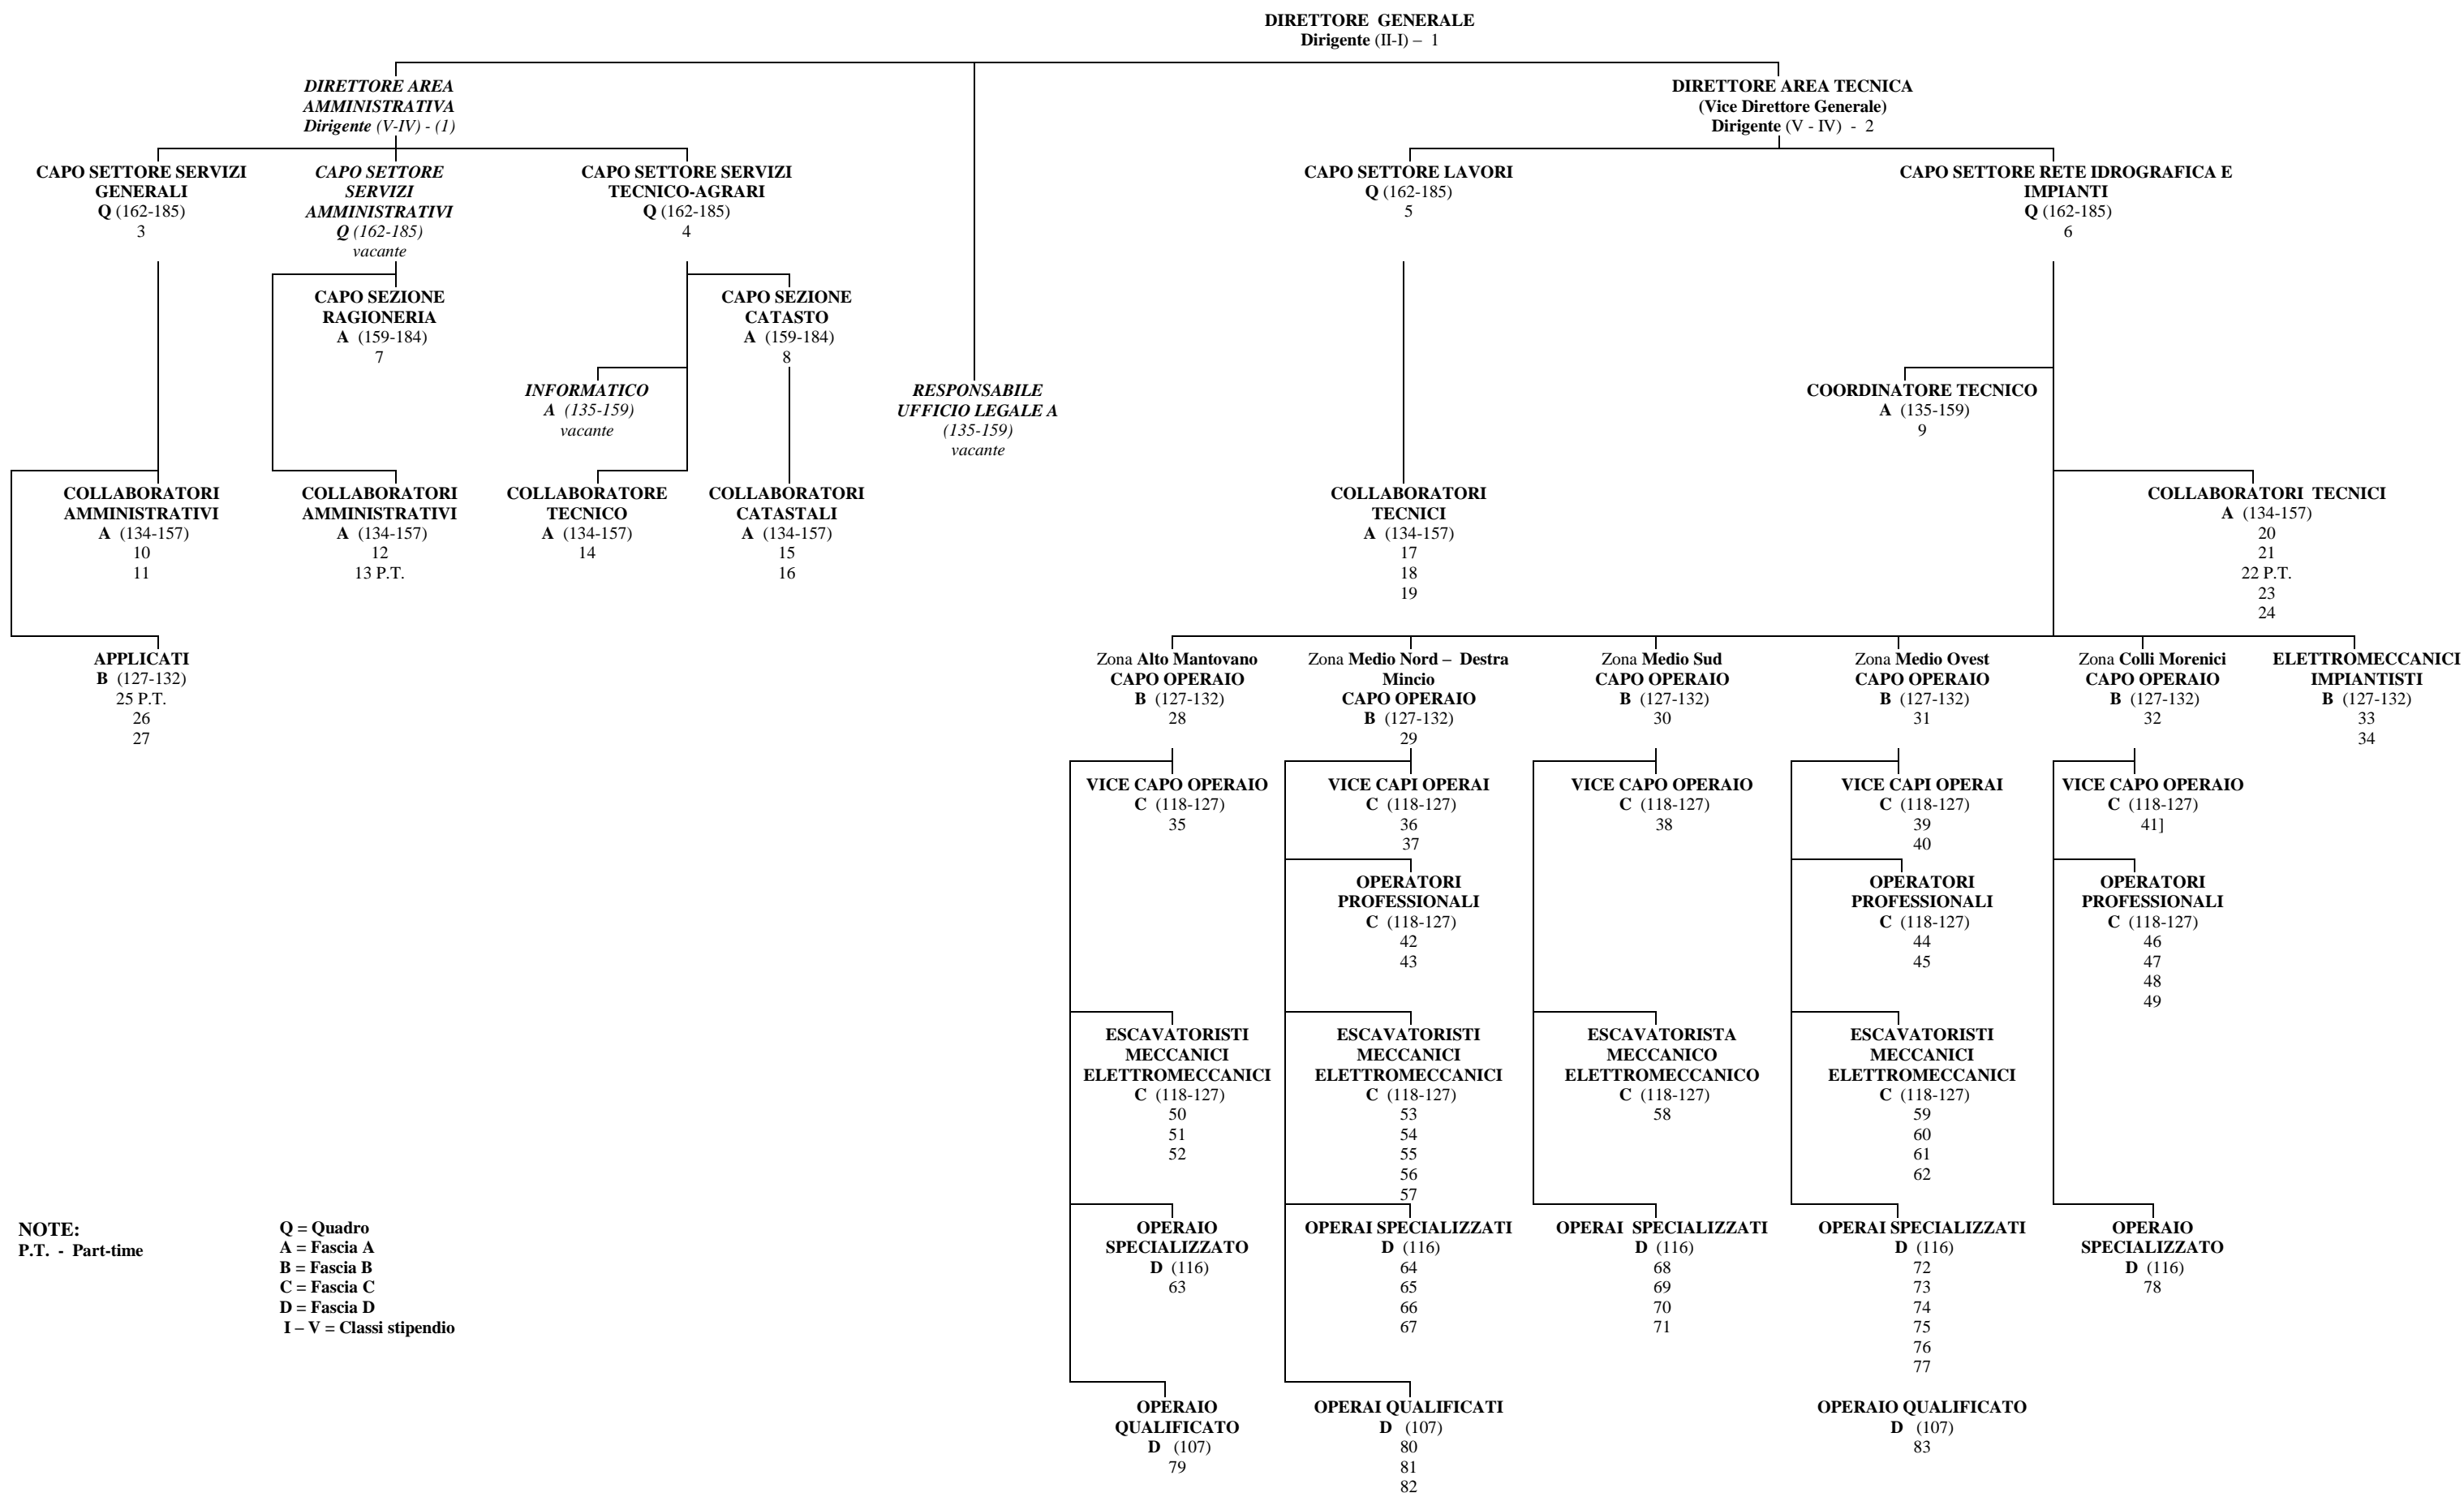 DIRETTORE GENERALE
Dirigente (II-I) – 1
DIRETTORE AREA
AMMINISTRATIVA
Dirigente (V-IV) - (1)
DIRETTORE AREA TECNICA
(Vice Direttore Generale)
Dirigente (V - IV) - 2
CAPO SETTORE SERVIZI
GENERALI
Q (162-185)
3
CAPO SETTORE
SERVIZI
AMMINISTRATIVI
Q (162-185)
vacante
CAPO SETTORE SERVIZI
TECNICO-AGRARI
Q (162-185)
4
CAPO SETTORE LAVORI
Q (162-185)
5
CAPO SETTORE RETE IDROGRAFICA E
IMPIANTI
Q (162-185)
6
CAPO SEZIONE
RAGIONERIA
A (159-184)
7
CAPO SEZIONE
CATASTO
A (159-184)
8
INFORMATICO
A (135-159)
vacante
RESPONSABILE
UFFICIO LEGALE A
(135-159)
vacante
COORDINATORE TECNICO
A (135-159)
9
COLLABORATORI
AMMINISTRATIVI
A (134-157)
10
11
COLLABORATORI
AMMINISTRATIVI
A (134-157)
12
13 P.T.
COLLABORATORE
TECNICO
A (134-157)
14
COLLABORATORI
CATASTALI
A (134-157)
15
16
COLLABORATORI
TECNICI
A (134-157)
17
18
19
COLLABORATORI TECNICI
A (134-157)
20
21
22 P.T.
23
24
APPLICATI
B (127-132)
25 P.T.
26
27
Zona Alto Mantovano
CAPO OPERAIO
B (127-132)
28
Zona Medio Nord – Destra
Mincio
CAPO OPERAIO
B (127-132)
29
Zona Medio Sud
CAPO OPERAIO
B (127-132)
30
Zona Medio Ovest
CAPO OPERAIO
B (127-132)
31
Zona Colli Morenici
CAPO OPERAIO
B (127-132)
32
ELETTROMECCANICI
IMPIANTISTI
B (127-132)
33
34
VICE CAPO OPERAIO
C (118-127)
35
VICE CAPI OPERAI
C (118-127)
36
37
VICE CAPO OPERAIO
C (118-127)
38
VICE CAPI OPERAI
C (118-127)
39
40
VICE CAPO OPERAIO
C (118-127)
41]
OPERATORI
PROFESSIONALI
C (118-127)
42
43
OPERATORI
PROFESSIONALI
C (118-127)
44
45
OPERATORI
PROFESSIONALI
C (118-127)
46
47
48
49
ESCAVATORISTI
MECCANICI
ELETTROMECCANICI
C (118-127)
50
51
52
ESCAVATORISTI
MECCANICI
ELETTROMECCANICI
C (118-127)
53
54
55
56
57
ESCAVATORISTA
MECCANICO
ELETTROMECCANICO
C (118-127)
58
ESCAVATORISTI
MECCANICI
ELETTROMECCANICI
C (118-127)
59
60
61
62
NOTE:
P.T. - Part-time
Q = Quadro
A = Fascia A
B = Fascia B
C = Fascia C
D = Fascia D
I – V = Classi stipendio
OPERAIO
SPECIALIZZATO
D (116)
63
OPERAI SPECIALIZZATI
D (116)
64
65
66
67
OPERAI SPECIALIZZATI
D (116)
68
69
70
71
OPERAI SPECIALIZZATI
D (116)
72
73
74
75
76
77
OPERAIO
SPECIALIZZATO
D (116)
78
OPERAIO
QUALIFICATO
D (107)
79
OPERAI QUALIFICATI
D (107)
80
81
82
OPERAIO QUALIFICATO
D (107)
83